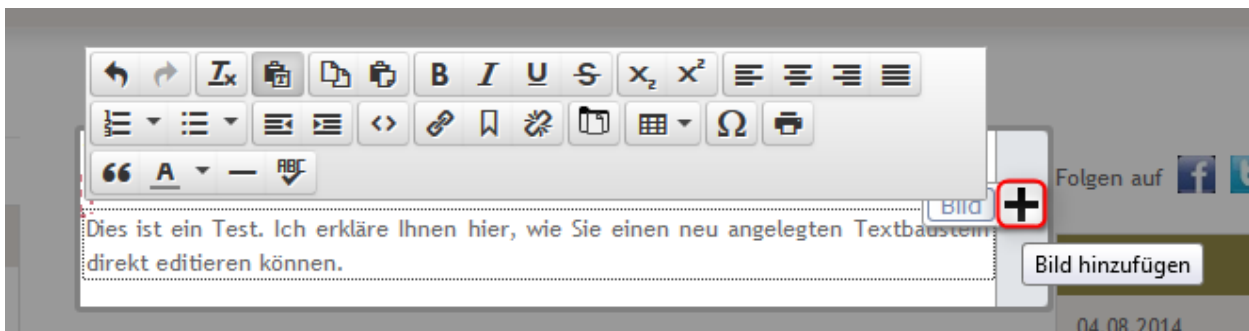 Folgen auf
Bild
Dies ist ein Test. Ich erkläre Ihnen hier, wie Sie einen neu angelegten Textbaustein
direkt editieren können.
Bild hinzufügen
04.08.2014